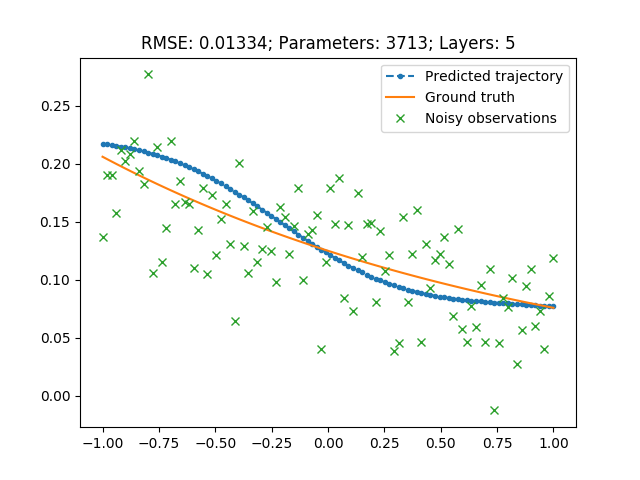 RMSE: 0.01334; Parameters: 3713; Layers: 5
Predicted trajectory
Ground truth
Noisy observations
0.25
0.20
0.15
0.10
0.05
0.00
−1.00 −0.75 −0.50 −0.25 0.00 0.25 0.50 0.75 1.00